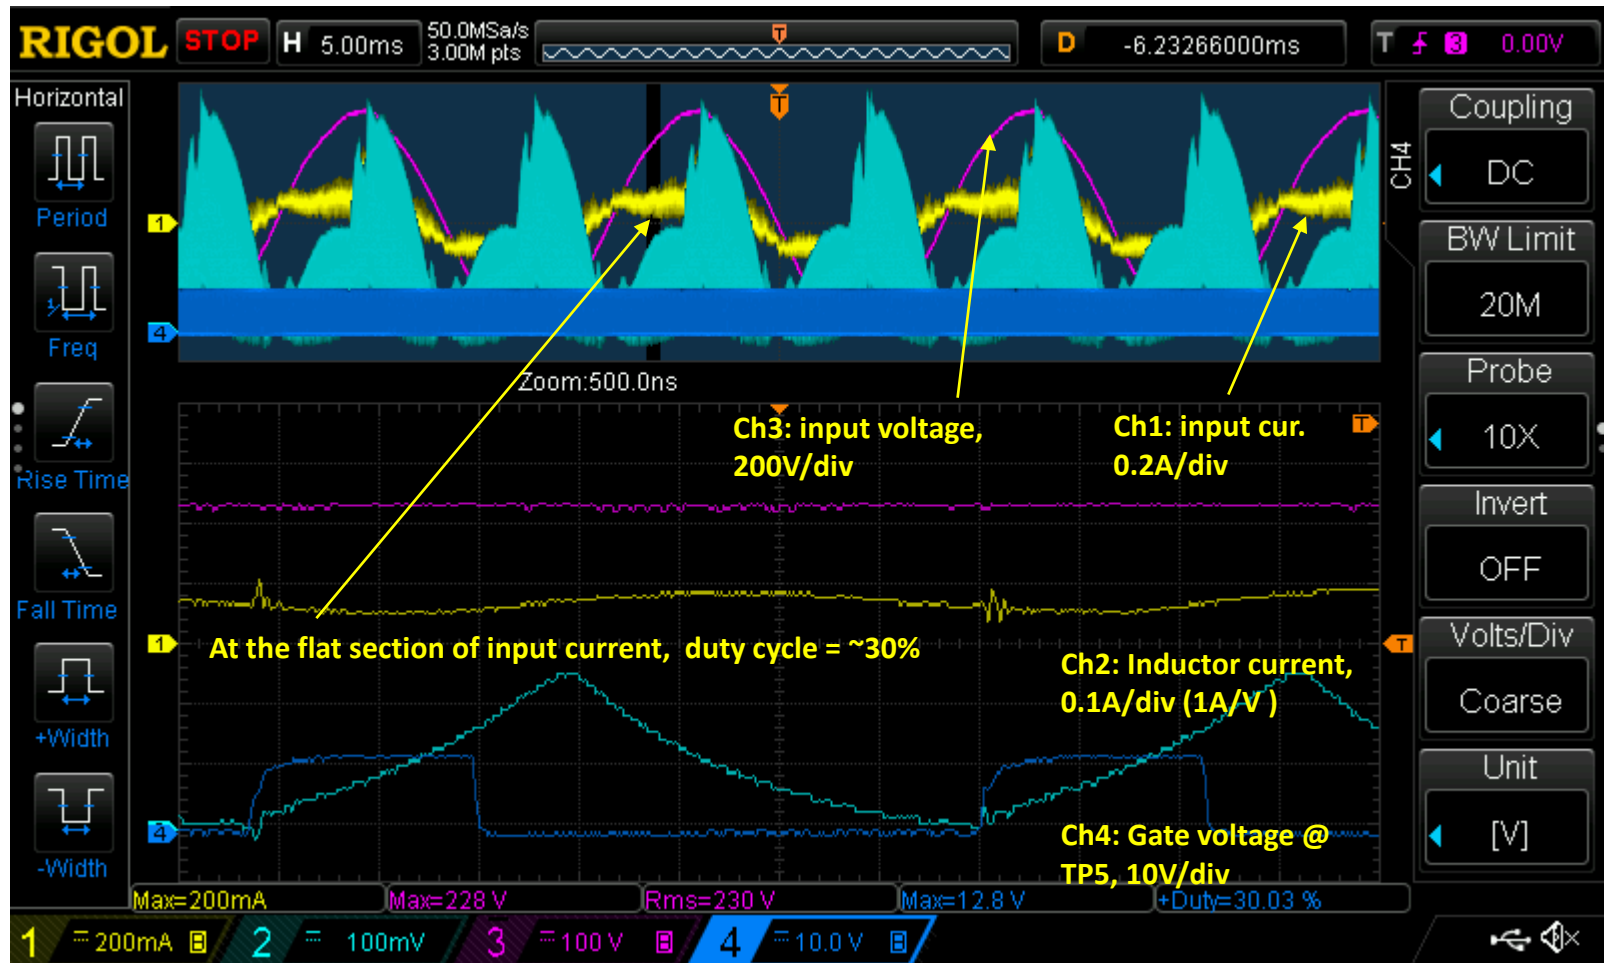 RIGOL STOP H 5.00ms 50.0MSa/s 3.00M pts T D -6.23266000ms T 3 0.00V
Horizontal
Period
Freq
Rise Time
Fall Time
+Width
-Width
T
1
4
CH4
Zoom:500.0ns
Ch3: input voltage,
200V/div
Ch1: input cur.
0.2A/div
T
1
At the flat section of input current, duty cycle = ~30%
T
Ch2: Inductor current,
0.1A/div (1A/V )
4
Ch4: Gate voltage @
TP5, 10V/div
Coupling
DC
BW Limit
20M
Probe
10X
Invert
OFF
Volts/Div
Coarse
Unit
[V]
Max=200mA Max=228 V Rms=230 V Max=12.8 V +Duty=30.03 %
1 200mA B 2 100mV 3 100 V B 4 10.0 V B